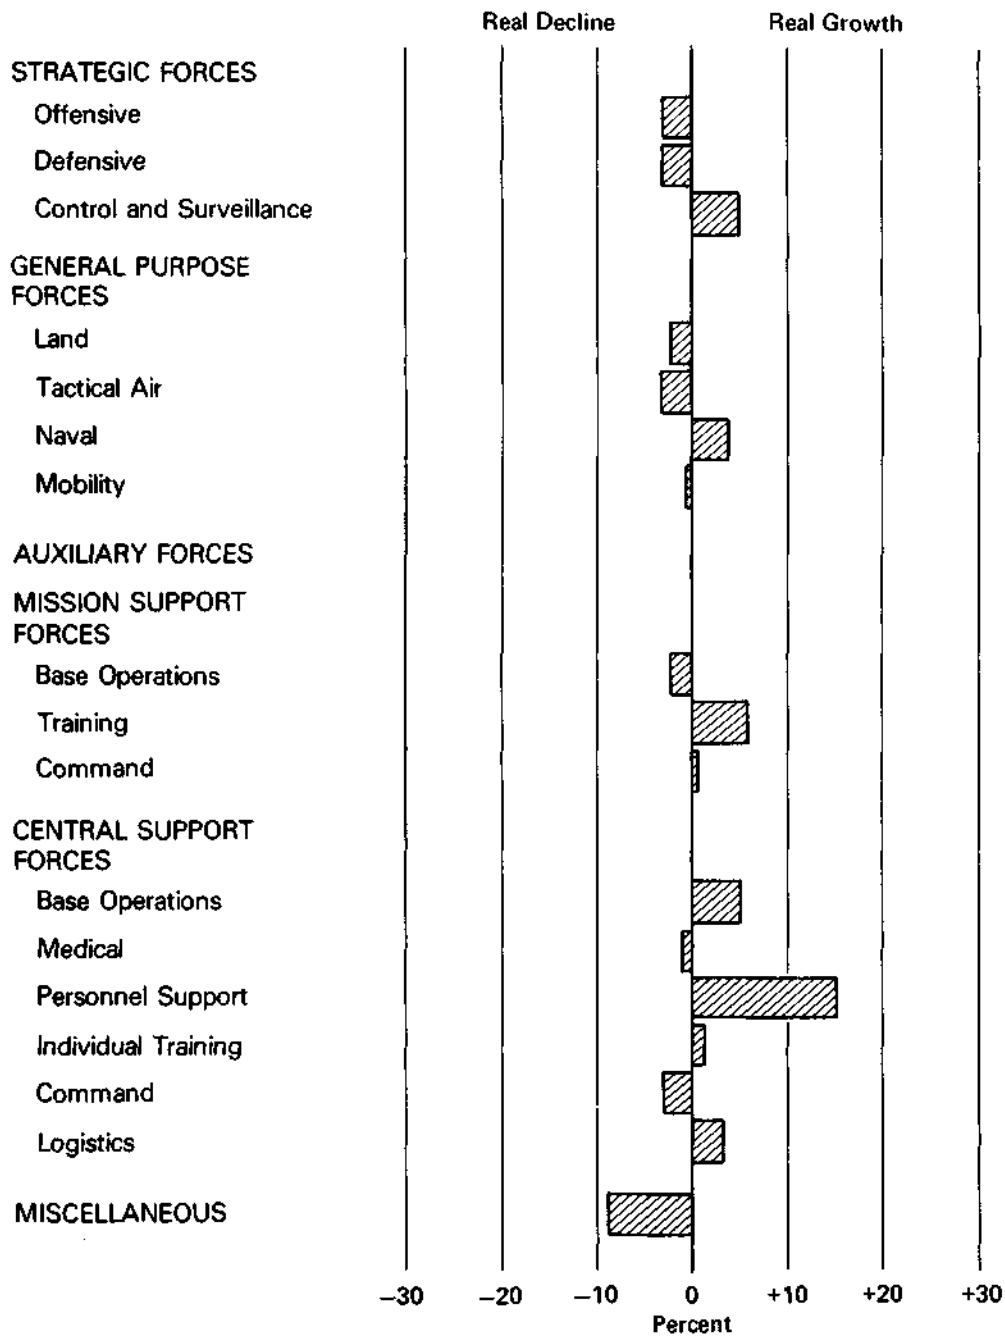 Real Decline Real Growth
STRATEGIC FORCES
Offensive
Defensive
Control and Surveillance
GENERAL PURPOSE
FORCES
Land
Tactical Air
Naval
Mobility
AUXILIARY FORCES
MISSION SUPPORT
FORCES
Base Operations
Training
Command
CENTRAL SUPPORT
FORCES
Base Operations
Medical
Personnel Support
Individual Training
Command
Logistics
MISCELLANEOUS
−30 −20 −10 0 +10 +20 +30
Percent